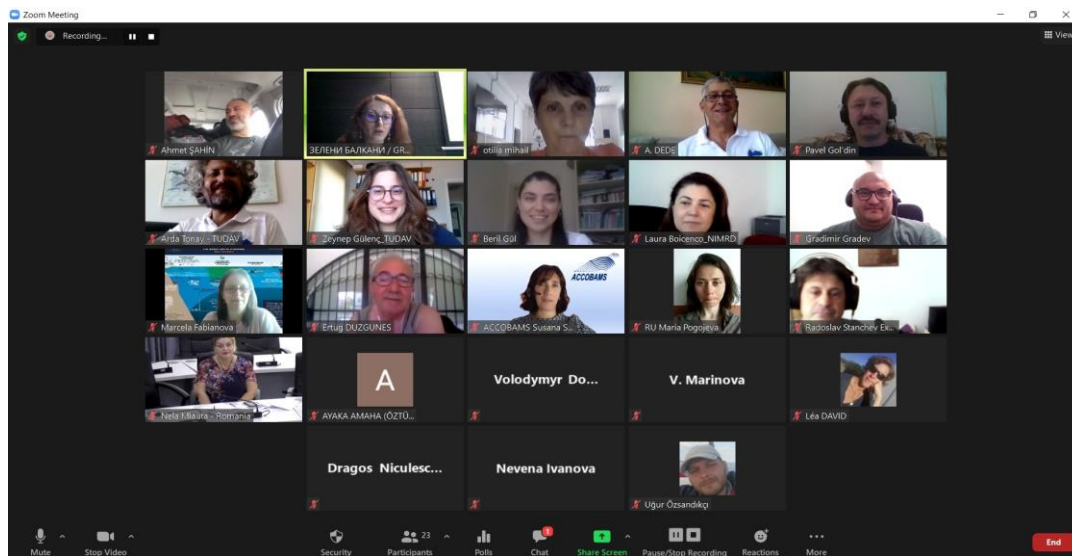 Zoom Meeting
Recording...
View
Ahmet ŞAHİN
ЗЕЛЕНИ БАЛКАНИ / GR...
otilia mihail
A. DEDE
Pavel Gol'din
Arda Tonay - TUDAV
Zeynep Gülenç_TUDAV
Beril Gül
Laura Boicenco_NIMRD
Gradimir Gradev
Marcela Fabianova
Ertug DUZGUNES
ACCOBAMS
ACCOBAMS Susana S...
RU Maria Pogojeva
Radoslav Stanchev Ex...
Nela Miauta - Romania
A
AYAKA AMAHA (ÖZTÜ...
Volodymyr Do...
V. Marinova
Léa DAVID
Dragos Niculesc...
Nevena Ivanova
Uğur Özsandıkçı
Mute
Stop Video
Security
23
Participants
Polls
1
Chat
Share Screen
Pause/Stop Recording
Reactions
More
End